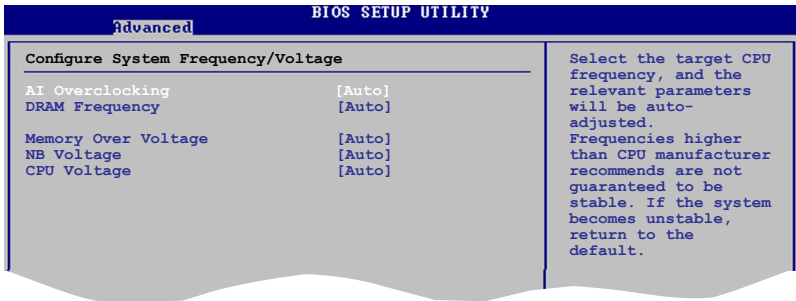 BIOS SETUP UTILITY
Advanced
Configure System Frequency/Voltage
AI Overclocking [Auto]
DRAM Frequency [Auto]
Memory Over Voltage [Auto]
NB Voltage [Auto]
CPU Voltage [Auto]
Select the target CPU
frequency, and the
relevant parameters
will be auto-
adjusted.
Frequencies higher
than CPU manufacturer
recommends are not
guaranteed to be
stable. If the system
becomes unstable,
return to the
default.